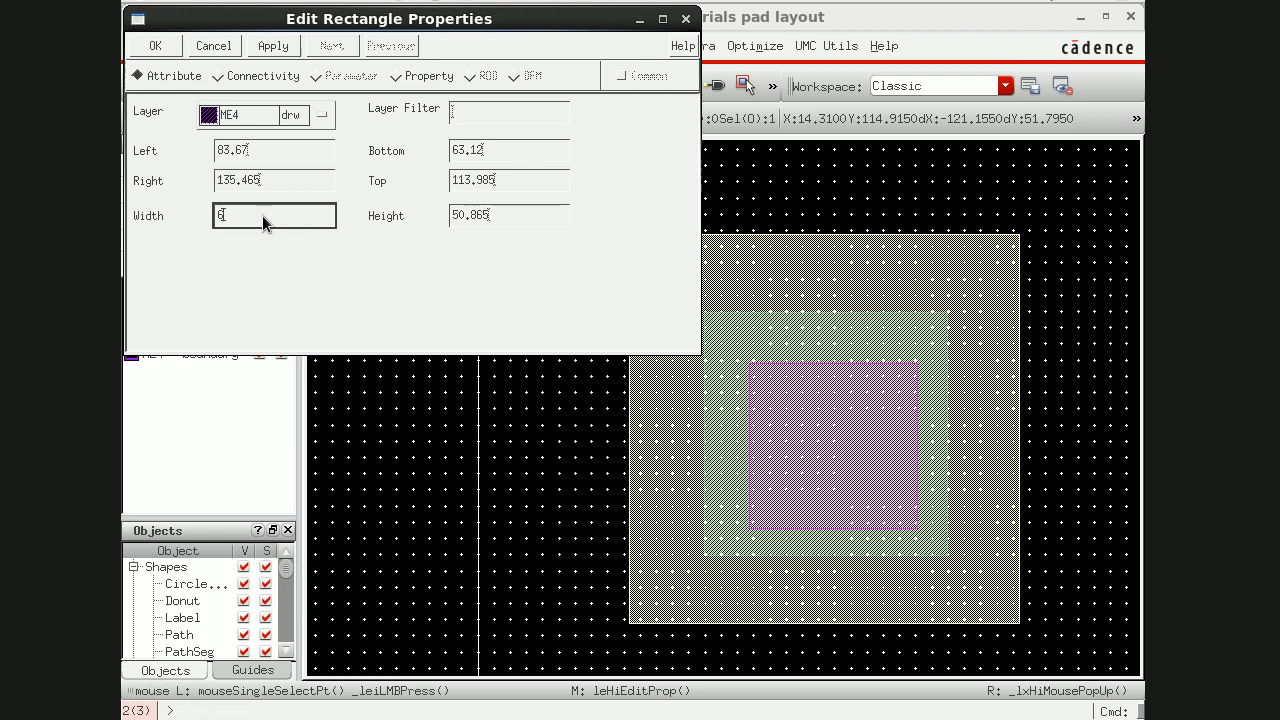 Edit Rectangle Properties
rials pad layout
OK Cancel Apply Next Previous Help
ra Optimize UMC Utils Help
cādence
Attribute Connectivity Parameter Property ROD DFM Common
Workspace: Classic »
Layer ME4 drw Layer Filter
):0Sel(0):1 X:14.3100Y:114.9150dX:-121.1550dY:51.7950 »
Left 83.67 Bottom 63.12
Right 135.465 Top 113.985
Width 6 Height 50.865
Objects
Object V S
Shapes
Circle...
Donut
Label
Path
PathSeg
Objects Guides
mouse L: mouseSingleSelectPt() _leiLMBPress() M: leHiEditProp() R: _lxHiMousePopUp()
2(3) > Cmd: